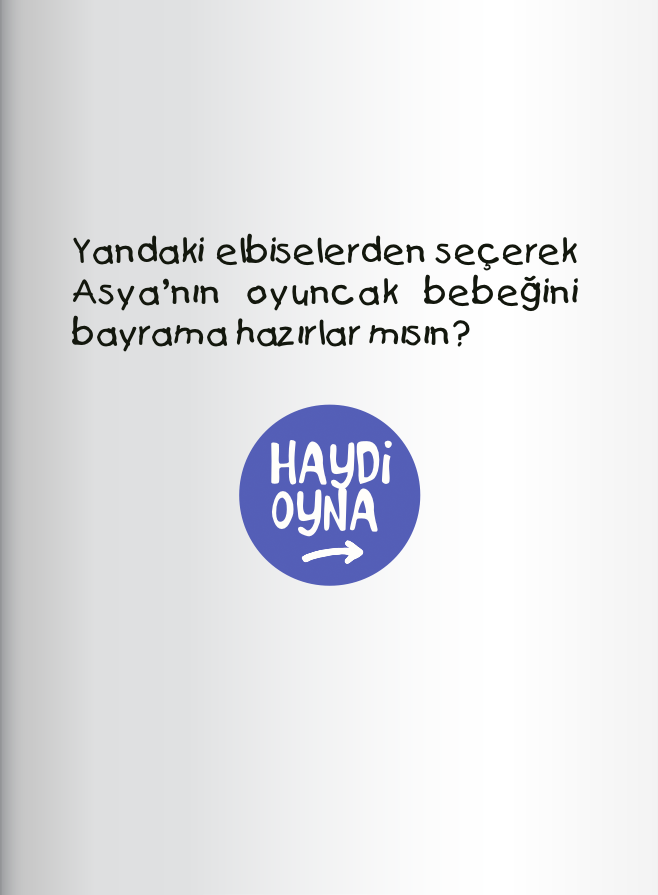 Yandaki elbiselerden seçerek
Asya'nın oyuncak bebeğini
bayrama hazırlar mısın?
HAYDİ
OYNA